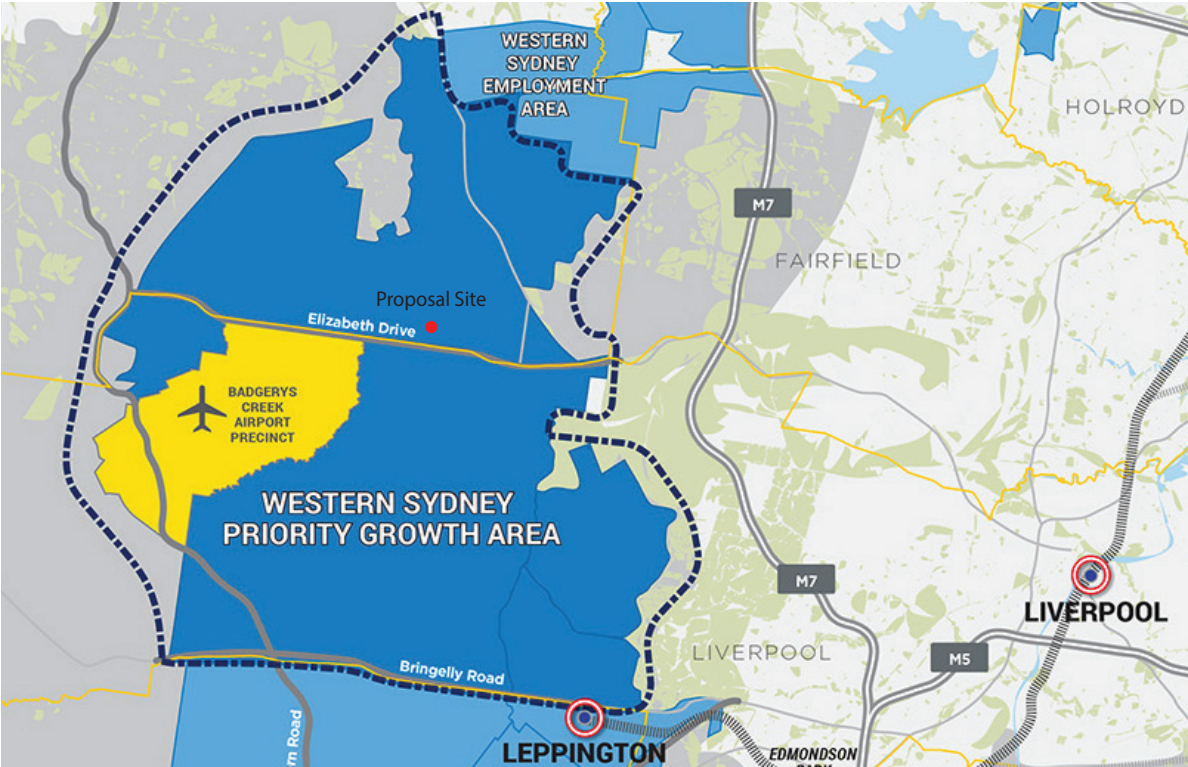 WESTERN
SYDNEY
EMPLOYMENT
AREA
HOLROYD
M7
FAIRFIELD
Proposal Site
Elizabeth Drive
BADGERYS
CREEK
AIRPORT
PRECINCT
WESTERN SYDNEY
PRIORITY GROWTH AREA
M7
LIVERPOOL
LIVERPOOL
M5
Bringelly Road
Road
LEPPINGTON
EDMONDSON